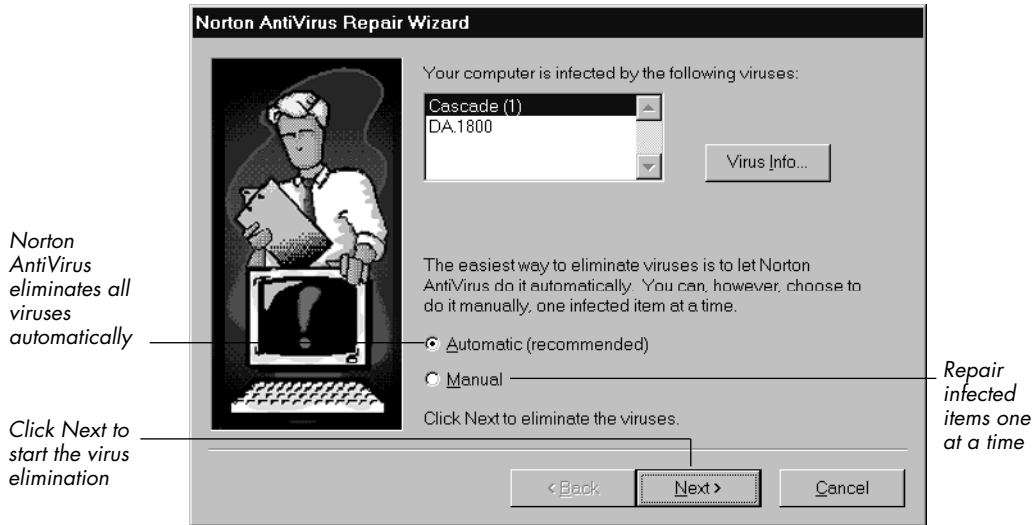 Norton AntiVirus Repair Wizard
Your computer is infected by the following viruses:
Cascade (1)
DA.1800
Virus Info...
Norton
AntiVirus
eliminates all
viruses
automatically
The easiest way to eliminate viruses is to let Norton
AntiVirus do it automatically. You can, however, choose to
do it manually, one infected item at a time.
Automatic (recommended)
Manual
Repair
infected
items one
at a time
Click Next to eliminate the viruses.
Click Next to
start the virus
elimination
< Back
Next >
Cancel